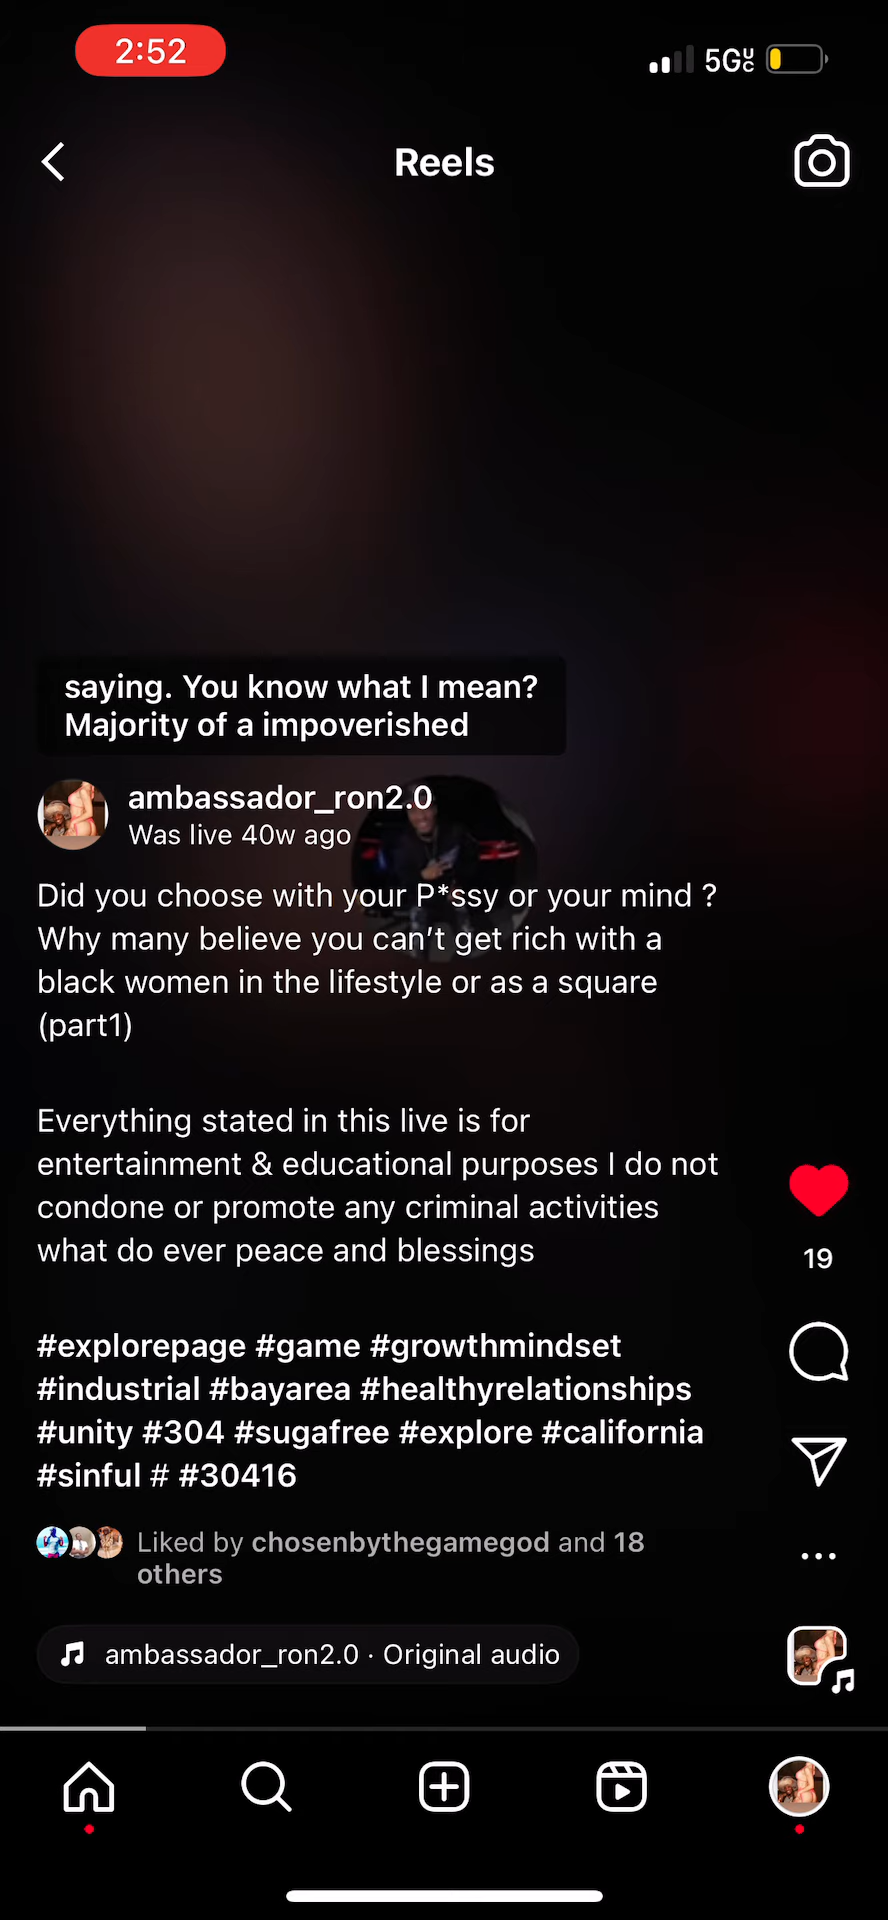 2:52
5GUC
Reels
saying. You know what I mean?
Majority of a impoverished
ambassador_ron2.0
Was live 40w ago
Did you choose with your P*ssy or your mind ?
Why many believe you can't get rich with a
black women in the lifestyle or as a square
(part1)
Everything stated in this live is for
entertainment & educational purposes I do not
condone or promote any criminal activities
what do ever peace and blessings
#explorepage #game #growthmindset
#industrial #bayarea #healthyrelationships
#unity #304 #sugafree #explore #california
#sinful # #30416
19
Liked by chosenbythegamegod and 18
others
ambassador_ron2.0 · Original audio